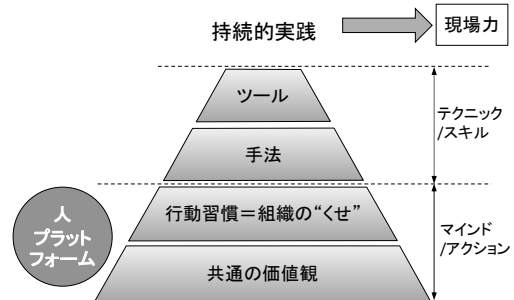 持続的実践
現場力
ツール
手法
テクニック
/スキル
行動習慣＝組織の“くせ”
共通の価値観
マインド
/アクション
人
プラット
フォーム